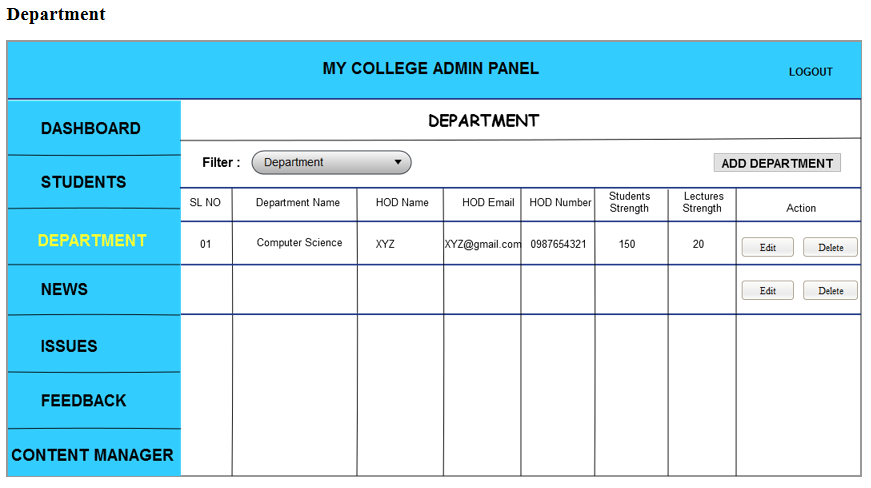 Department
MY COLLEGE ADMIN PANEL
LOGOUT
DASHBOARD
STUDENTS
DEPARTMENT
NEWS
ISSUES
FEEDBACK
CONTENT MANAGER
DEPARTMENT
Filter : Department
ADD DEPARTMENT
SL NO Department Name HOD Name HOD Email HOD Number Students Strength Lectures Strength Action
01 Computer Science XYZ XYZ@gmail.com 0987654321 150 20 Edit Delete
Edit Delete